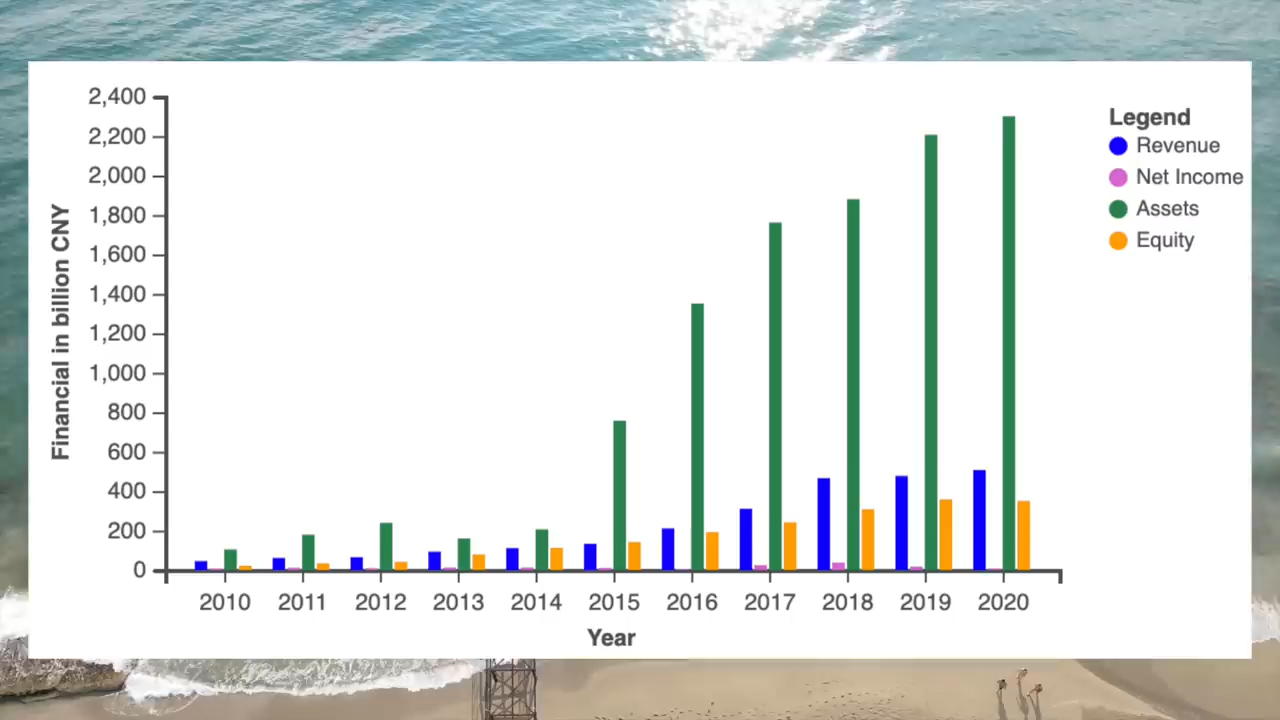 2,400
2,200
2,000
1,800
1,600
1,400
1,200
1,000
800
600
400
200
0
Financial in billion CNY
2010 2011 2012 2013 2014 2015 2016 2017 2018 2019 2020
Year
Legend
Revenue
Net Income
Assets
Equity